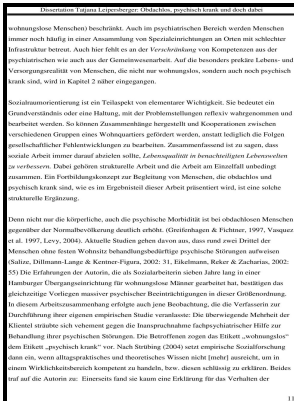 Dissertation Tatjana Leipersberger: Obdachlos, psychisch krank und doch dabei
wohnungslose Menschen) beschränkt. Auch im psychiatrischen Bereich werden Menschen
immer noch häufig in einer Ansammlung von Spezialeinrichtungen an Orten mit schlechter
Infrastruktur betreut. Auch hier fehlt es an der Verschränkung von Kompetenzen aus der
psychiatrischen wie auch aus der Gemeinwesenarbeit. Auf die besonders prekäre Lebens- und
Versorgungsrealität von Menschen, die nicht nur wohnungslos, sondern auch noch psychisch
krank sind, wird in Kapitel 2 näher eingegangen.
Sozialraumorientierung ist ein Teilaspekt von elementarer Wichtigkeit. Sie bedeutet ein
Grundverständnis oder eine Haltung, mit der Problemstellungen reflexiv wahrgenommen und
bearbeitet werden. So können Zusammenhänge hergestellt und Kooperationen zwischen
verschiedenen Gruppen eines Wohnquartiers gefördert werden, anstatt lediglich die Folgen
gesellschaftlicher Fehlentwicklungen zu bearbeiten. Zusammenfassend ist zu sagen, dass
soziale Arbeit immer darauf abzielen sollte, Lebensqualität in benachteiligten Lebenswelten
zu verbessern. Dabei gehören strukturelle Arbeit und die Arbeit am Einzelfall unbedingt
zusammen. Ein Fortbildungskonzept zur Begleitung von Menschen, die obdachlos und
psychisch krank sind, wie es im Ergebnisteil dieser Arbeit präsentiert wird, ist eine solche
strukturelle Ergänzung.
Denn nicht nur die körperliche, auch die psychische Morbidität ist bei obdachlosen Menschen
gegenüber der Normalbevölkerung deutlich erhöht. (Greifenhagen & Fichtner, 1997, Vasquez
et al. 1997, Levy, 2004). Aktuelle Studien gehen davon aus, dass rund zwei Drittel der
Menschen ohne festen Wohnsitz behandlungsbedürftige psychische Störungen aufweisen
(Salize, Dillmann-Lange & Kentner-Figura, 2002: 31, Eikelmann, Reker & Zacharias, 2002:
55) Die Erfahrungen der Autorin, die als Sozialarbeiterin sieben Jahre lang in einer
Hamburger Übergangseinrichtung für wohnungslose Männer gearbeitet hat, bestätigten das
gleichzeitige Vorliegen massiver psychischer Beeinträchtigungen in dieser Größenordnung.
In diesem Arbeitszusammenhang erfolgte auch jene Beobachtung, die die Verfasserin zur
Durchführung ihrer eigenen empirischen Studie veranlasste: Die überwiegende Mehrheit der
Klientel sträubte sich vehement gegen die Inanspruchnahme fachpsychiatrischer Hilfe zur
Behandlung ihrer psychischen Störungen. Die Betroffenen zogen das Etikett „wohnungslos“
dem Etikett „psychisch krank“ vor. Nach Strübing (2004) setzt empirische Sozialforschung
dann ein, wenn alltagspraktisches und theoretisches Wissen nicht [mehr] ausreicht, um in
einem Wirklichkeitsbereich kompetent zu handeln, bzw. diesen schlüssig zu erklären. Beides
traf auf die Autorin zu: Einerseits fand sie kaum eine Erklärung für das Verhalten der
11